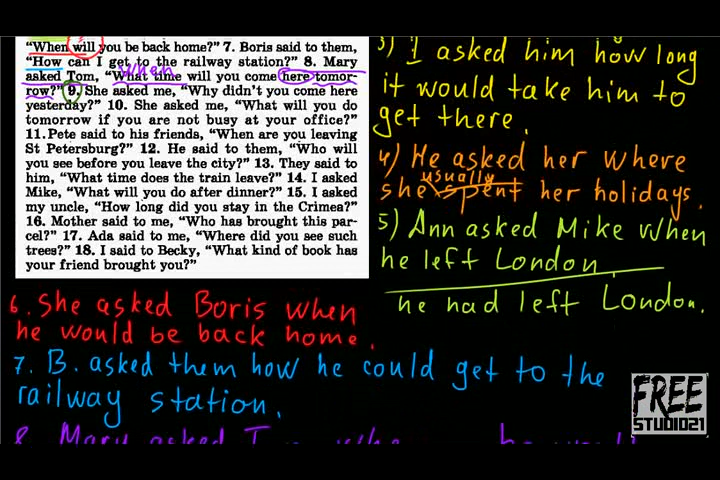 "When will you be back home?" 7. Boris said to them,
"How can I get to the railway station?" 8. Mary
when
asked Tom, "What time will you come here tomor-
row?" 9. She asked me, "Why didn't you come here
yesterday?" 10. She asked me, "What will you do
tomorrow if you are not busy at your office?"
11. Pete said to his friends, "When are you leaving
St Petersburg?" 12. He said to them, "Who will
you see before you leave the city?" 13. They said to
him, "What time does the train leave?" 14. I asked
Mike, "What will you do after dinner?" 15. I asked
my uncle, "How long did you stay in the Crimea?"
16. Mother said to me, "Who has brought this par-
cel?" 17. Ada said to me, "Where did you see such
trees?" 18. I said to Becky, "What kind of book has
your friend brought you?"
3) I asked him how long
it would take him to
get there.
4) He asked her where
usually
she spent her holidays.
5) Ann asked Mike when
he left London.
he had left London.
6. She asked Boris when
he would be back home.
7. B. asked them how he could get to the
railway station.
8. Mary asked
FREE
STUDIO21